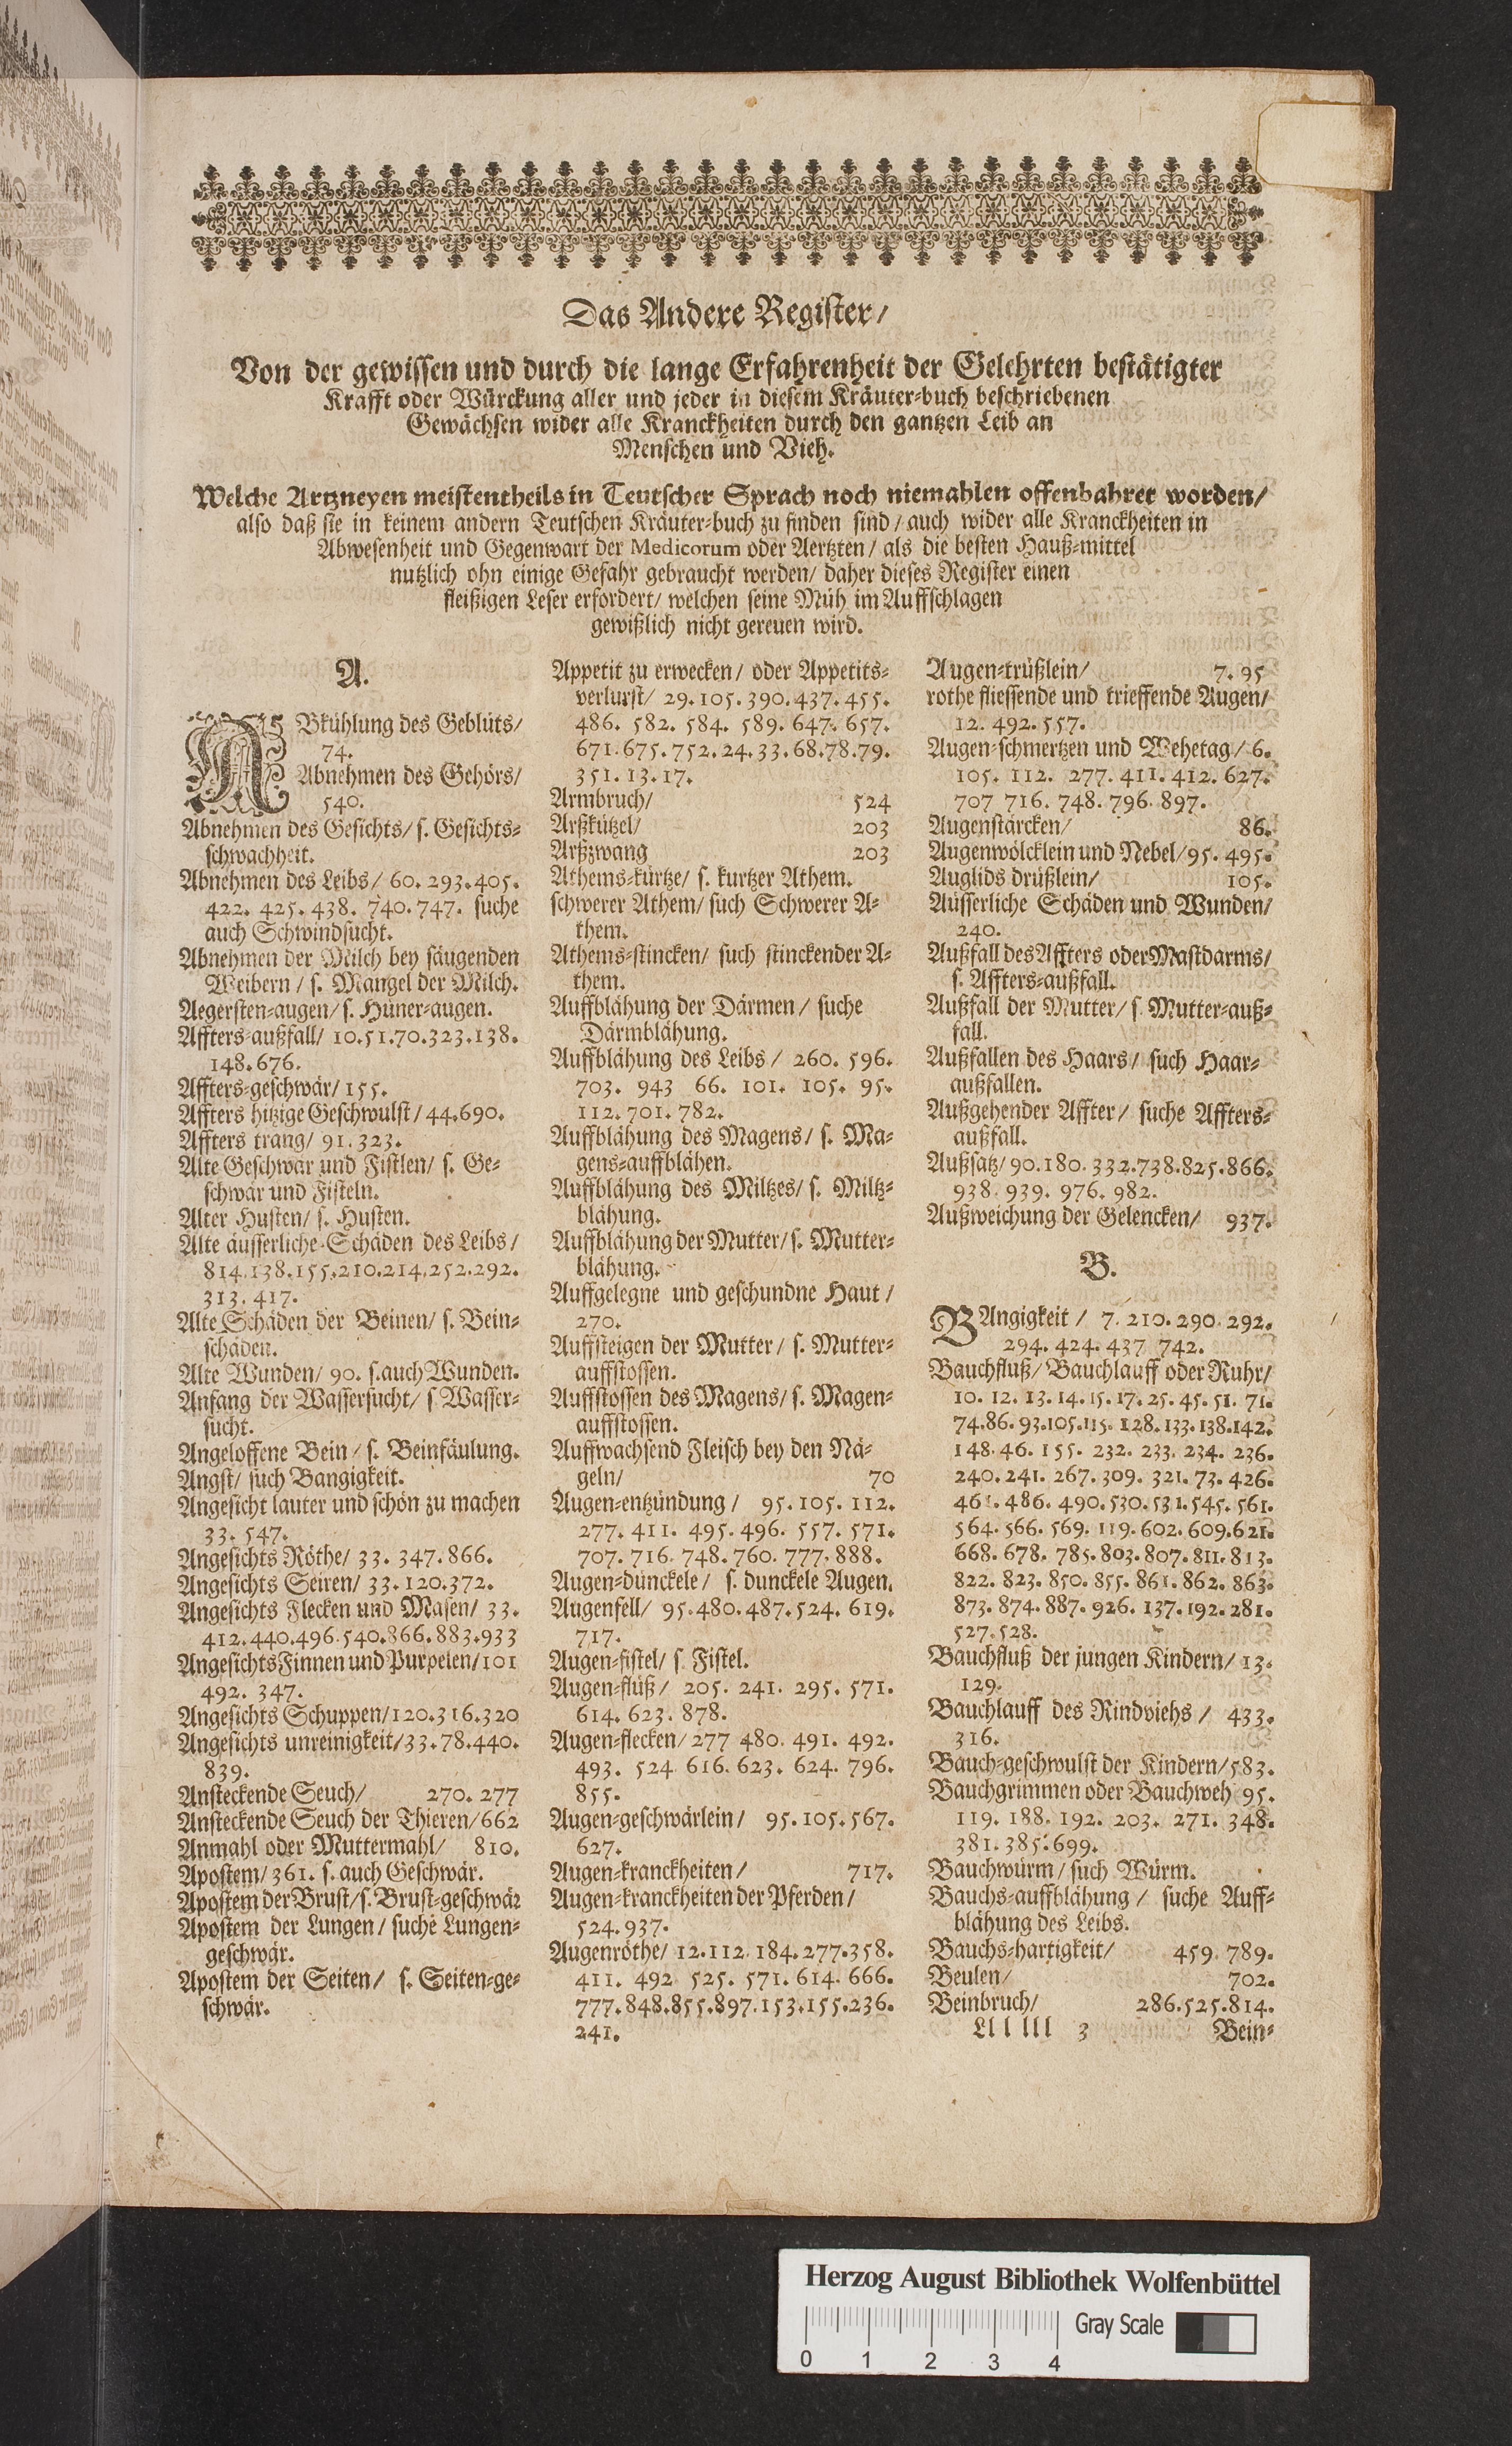 Das Andere Register/
Von der gewissen und durch die lange Erfahrenheit der Gelehrten bestätigter
Krafft oder Würckung aller und jeder in diesem Kräuter-buch beschriebenen
Gewächsen wider alle Kranckheiten durch den gantzen Leib an
Menschen und Vieh.
Welche Artzneyen meistentheils in Teutscher Sprach noch niemahlen offenbahret worden/
also daß sie in keinem andern Teutschen Kräuter-buch zu finden sind/ auch wider alle Kranckheiten in
Abwesenheit und Gegenwart der Medicorum oder Aertzten/ als die besten Hauß-mittel
nutzlich ohn einige Gefahr gebraucht werden/ daher dieses Register einen
fleißigen Leser erfordert/ welchen seine Müh im Auffschlagen
gewißlich nicht gereuen wird.
A.
ABkühlung des Geblüts/
74.
Abnehmen des Gehörs/
540.
Abnehmen des Gesichts/ s. Gesichts-
schwachheit.
Abnehmen des Leibs/ 60. 293. 405.
422. 425. 438. 740. 747. suche
auch Schwindsucht.
Abnehmen der Milch bey säugenden
Weibern/ s. Mangel der Milch.
Aegersten-augen/ s. Hüner-augen.
Affters-außfall/ 10. 51. 70. 323. 138.
148. 676.
Affters-geschwär/ 155.
Affters hitzige Geschwulst/ 44. 690.
Affters trang/ 91. 323.
Alte Geschwär und Fistlen/ s. Ge-
schwär und Fisteln.
Alter Husten/ s. Husten.
Alte äusserliche-Schäden des Leibs/
814. 138. 155. 210. 214. 252. 292.
313. 417.
Alte Schäden der Beinen/ s. Bein-
schäden.
Alte Wunden/ 90. s. auch Wunden.
Anfang der Wassersucht/ s Wasser-
sucht.
Angeloffene Bein/ s. Beinfäulung.
Angst/ such Bangigkeit.
Angesicht lauter und schön zu machen
33. 547.
Angesichts Röthe/ 33. 347. 866.
Angesichts Seiren/ 33. 120. 372.
Angesichts Flecken und Masen/ 33.
412. 440. 496. 540. 866. 883. 933
Angesichts Finnen und Purpelen/ 101
492. 347.
Angesichts Schuppen/ 120. 316. 320
Angesichts unreinigkeit/ 33. 78. 440.
839.
Ansteckende Seuch/ 270. 277
Ansteckende Seuch der Thieren/ 662
Anmahl oder Muttermahl/ 810.
Apostem/ 361. s. auch Geschwär.
Apostem der Brust/ s. Brust-geschwär
Apostem der Lungen/ suche Lungen-
geschwär.
Apostem der Seiten/ s. Seiten-ge-
schwär.
Appetit zu erwecken/ oder Appetits-
verlurst/ 29. 105. 390. 437. 455.
486. 582. 584. 589. 647. 657.
671. 675. 752. 24. 33. 68. 78. 79.
351. 13. 17.
Armbruch/ 524
Arßkützel/ 203
Arßzwang 203
Athems-kürtze/ s. kurtzer Athem.
schwerer Athem/ such Schwerer A-
them.
Athems-stincken/ such stinckender A-
them.
Auffblähung der Därmen/ suche
Därmblähung.
Auffblähung des Leibs/ 260. 596.
703. 943 66. 101. 105. 95.
112. 701. 782.
Auffblähung des Magens/ s. Ma-
gens-auffblähen.
Auffblähung des Miltzes/ s. Miltz-
blähung.
Auffblähung der Mutter/ s. Mutter-
blähung.
Auffgelegne und geschundne Haut/
270.
Auffsteigen der Mutter/ s. Mutter-
auffstossen.
Auffstossen des Magens/ s. Magen-
auffstossen.
Auffwachsend Fleisch bey den Nä-
geln/ 70
Augen-entzündung/ 95. 105. 112.
277. 411. 495. 496. 557. 571.
707. 716. 748. 760. 777. 888.
Augen-dunckele/ s. dunckele Augen.
Augenfell/ 95. 480. 487. 524. 619.
717.
Augen-fistel/ s Fistel.
Augen-flüß/ 205. 241. 295. 571.
614. 623. 878.
Augen-flecken/ 277 480. 491. 492.
493. 524 616. 623. 624. 796.
855.
Augen-geschwärlein/ 95. 105. 567.
627.
Augen-kranckheiten/ 717.
Augen-kranckheiten der Pferden/
524. 937.
Augenröthe/ 12. 112 184. 277. 358.
411. 492 525. 571. 614. 666.
777. 848. 855. 897. 153. 155. 236.
241.
Augen-trüßlein/ 7. 95
rothe fliessende und trieffende Augen/
12. 492. 557.
Augen-schmertzen und Wehetag/ 6.
105. 112. 277. 411. 412. 627.
707 716. 748. 796. 897.
Augenstärcken/ 86.
Augenwölcklein und Nebel/ 95. 495.
Auglids drüßlein/ 105.
Aüsserliche Schäden und Wunden/
240.
Außfall des Affters oder Mastdarms/
s. Affters-außfall.
Außfall der Mutter/ s. Mutter-auß-
fall.
Außfallen des Haars/ such Haar-
außfallen.
Außgehender Affter/ suche Affters-
außfall.
Außsatz/ 90. 180. 332. 738. 825. 866.
938. 939. 976. 982.
Außweichung der Gelencken/ 937.
B.
BAngigkeit/ 7. 210. 290. 292.
294. 424. 437 742.
Bauchfluß/ Bauchlauff oder Ruhr/
10. 12. 13. 14. 15. 17. 25. 45. 51. 71.
74. 86. 93. 105. 115. 128. 133. 138. 142.
148. 46. 155. 232. 233. 234. 236.
240. 241. 267. 309. 321. 73. 426.
461. 486. 490. 530. 531. 545. 561.
564. 566. 569. 119. 602. 609. 621.
668. 678. 785. 803. 807. 811. 813.
822. 823. 850. 855. 861. 862. 863.
873. 874. 887. 926. 137. 192. 281.
527. 528.
Bauchfluß der jungen Kindern/ 13.
129.
Bauchlauff des Rindviehs/ 433.
316.
Bauch-geschwulst der Kindern/ 583.
Bauchgrimmen oder Bauchweh 95.
119. 188. 192. 203. 271. 348.
381. 385. 699.
Bauchwürm/ such Würm.
Bauchs-auffblähung/ suche Auff-
blähung des Leibs.
Bauchs-hartigkeit/ 459. 789.
Beulen/ 702.
Beinbruch/ 286. 525. 814.
Lllllll 3 Bein-
Herzog August Bibliothek Wolfenbüttel
Gray Scale
0 1 2 3 4